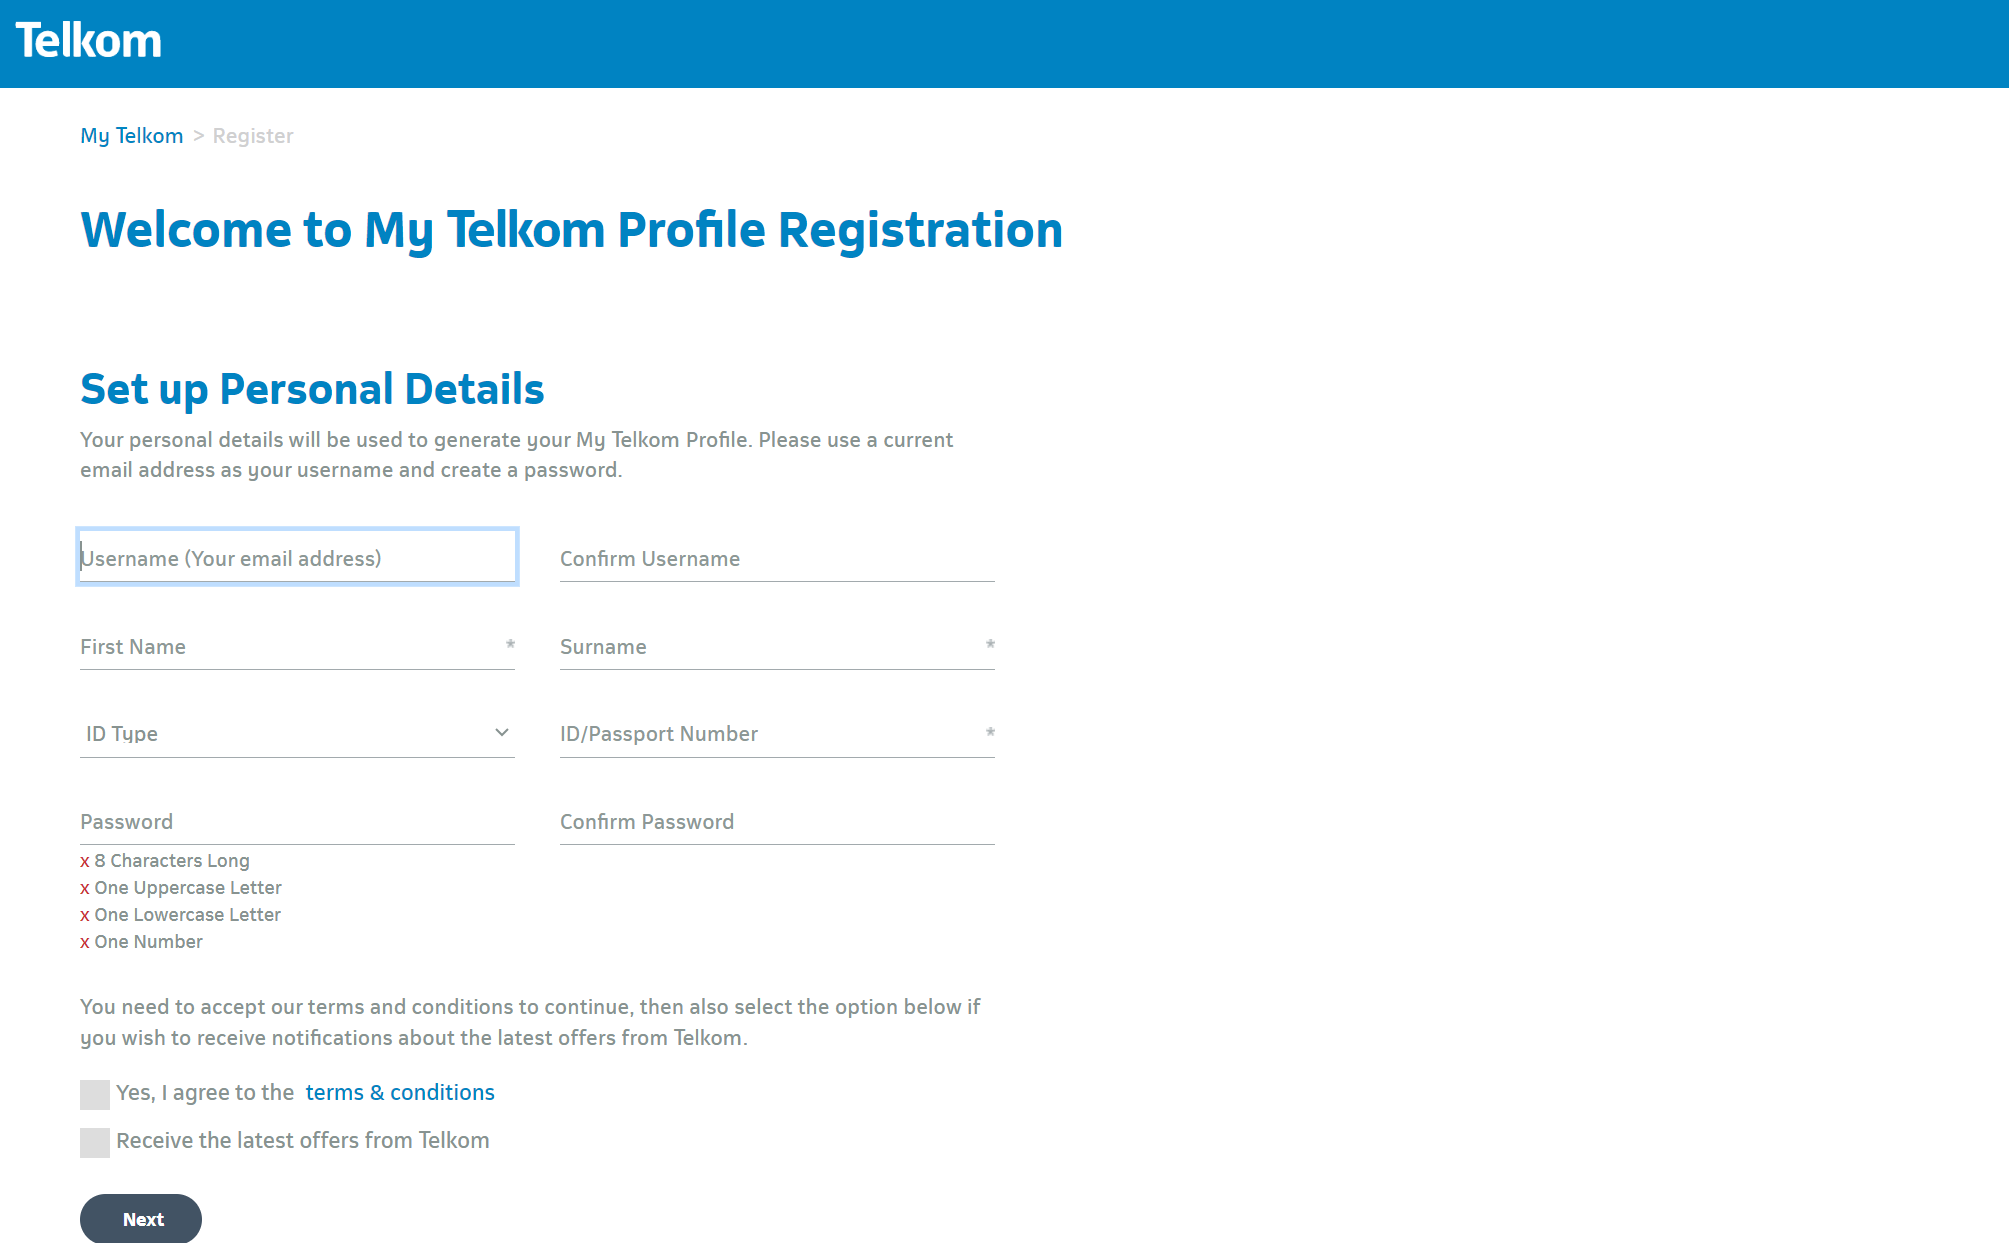 Telkom
My Telkom > Register
Welcome to My Telkom Profile Registration
Set up Personal Details
Your personal details will be used to generate your My Telkom Profile. Please use a current
email address as your username and create a password.
Username (Your email address)
Confirm Username
First Name *
Surname *
ID Type
ID/Passport Number *
Password
Confirm Password
x 8 Characters Long
x One Uppercase Letter
x One Lowercase Letter
x One Number
You need to accept our terms and conditions to continue, then also select the option below if
you wish to receive notifications about the latest offers from Telkom.
Yes, I agree to the terms & conditions
Receive the latest offers from Telkom
Next